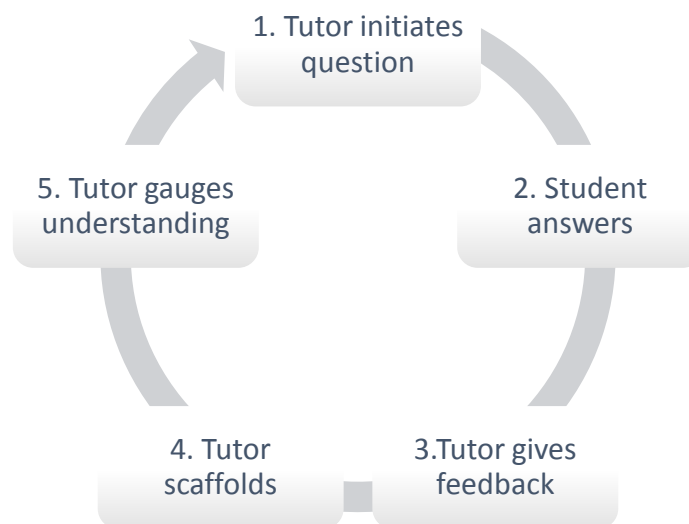 1. Tutor initiates
question
2. Student
answers
3.Tutor gives
feedback
4. Tutor
scaffolds
5. Tutor gauges
understanding